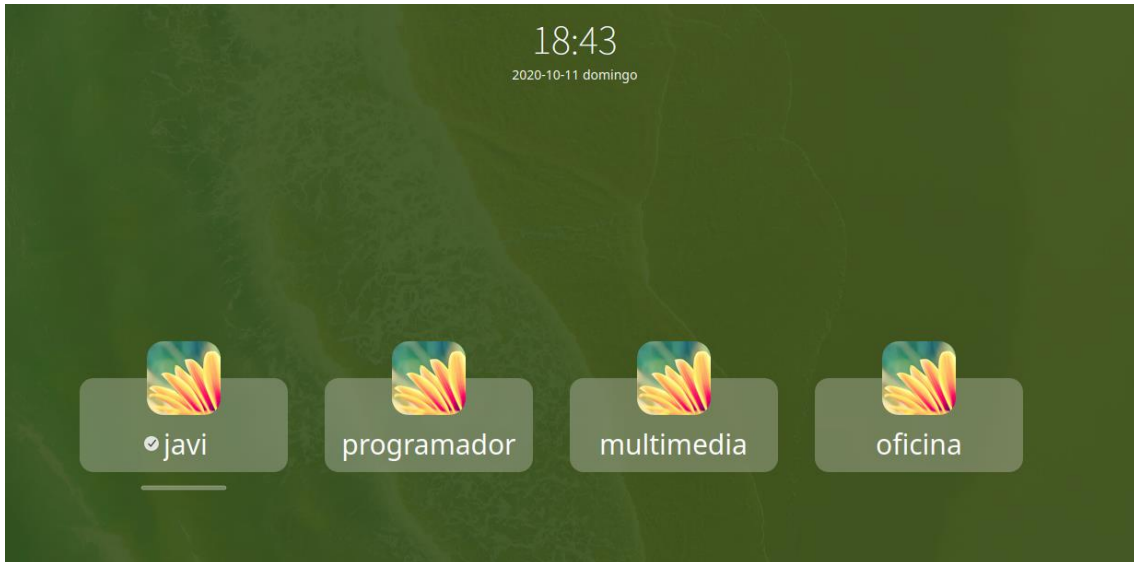 18:43
2020-10-11 domingo
javi
programador
multimedia
oficina